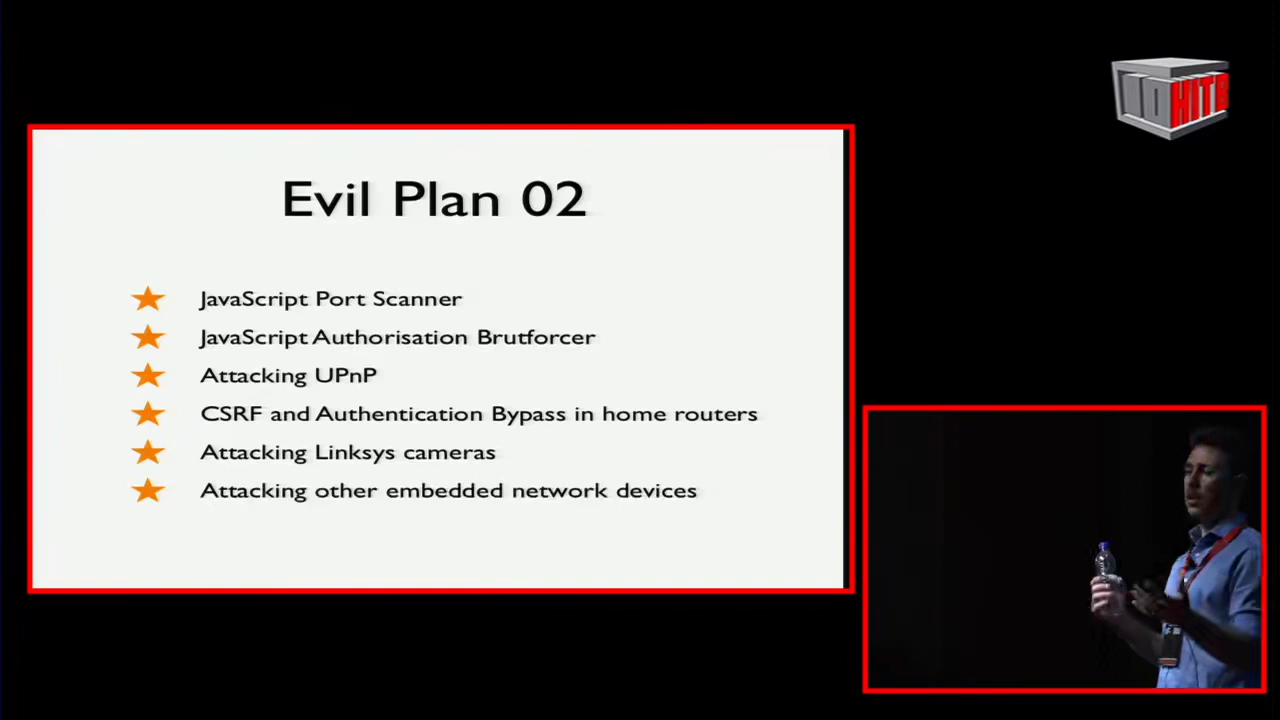 Evil Plan 02
JavaScript Port Scanner
JavaScript Authorisation Brutforcer
Attacking UPnP
CSRF and Authentication Bypass in home routers
Attacking Linksys cameras
Attacking other embedded network devices
HITB